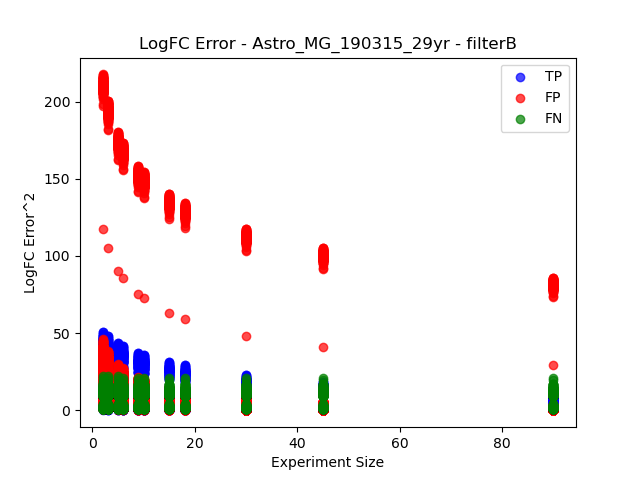 LogFC Error - Astro_MG_190315_29yr - filterB
TP
FP
FN
200
150
100
50
0
LogFC Error^2
0 20 40 60 80
Experiment Size